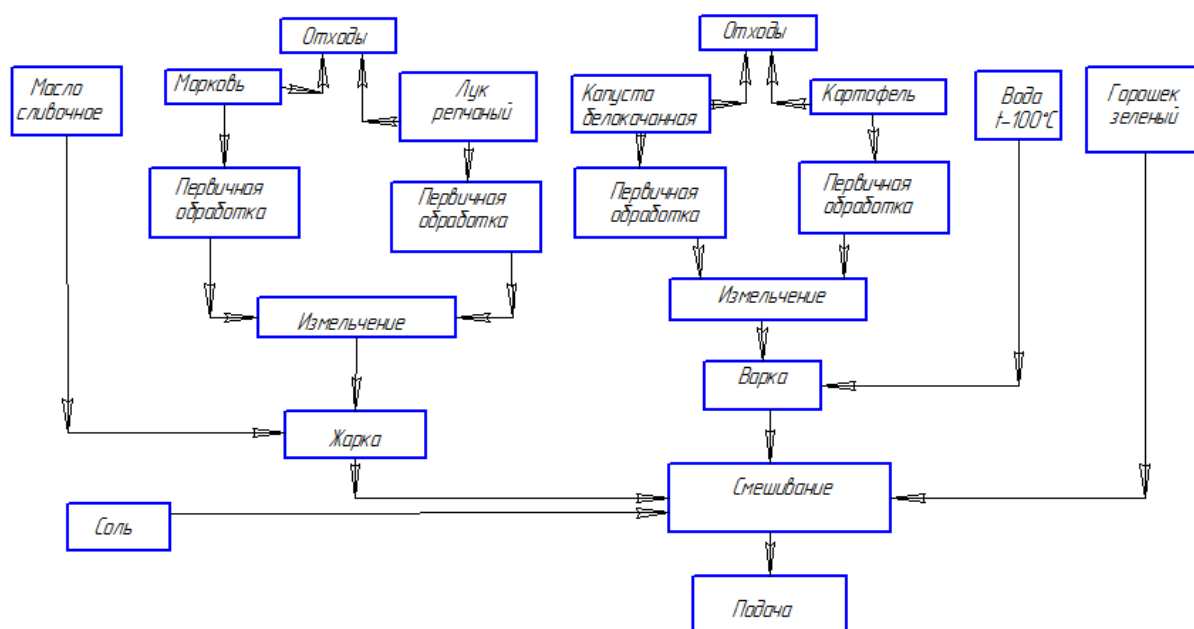 Отходы
Отходы
Масло
сливочное
Морковь
Лук
репчаный
Капуста
белокачанная
Картофель
Вода
t-100°C
Горошек
зеленый
Первичная
обработка
Первичная
обработка
Первичная
обработка
Первичная
обработка
Измельчение
Измельчение
Варка
Жарка
Смешивание
Соль
Подача